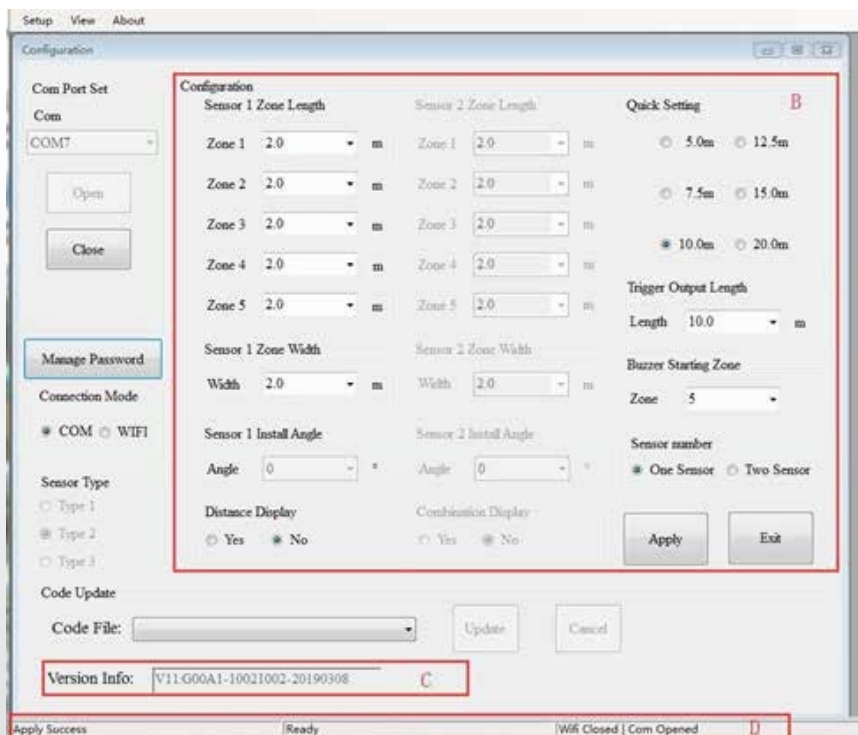 Setup View About
Configuration
Com Port Set
Com
COM7
Open
Close
Manage Password
Connection Mode
COM WIFI
Sensor Type
Type 1
Type 2
Type 3
Configuration
B
Sensor 1 Zone Length
Zone 1 2.0 m
Zone 2 2.0 m
Zone 3 2.0 m
Zone 4 2.0 m
Zone 5 2.0 m
Sensor 1 Zone Width
Width 2.0 m
Sensor 1 Install Angle
Angle 0 °
Distance Display
Yes No
Sensor 2 Zone Length
Zone 1 2.0 m
Zone 2 2.0 m
Zone 3 2.0 m
Zone 4 2.0 m
Zone 5 2.0 m
Sensor 2 Zone Width
Width 2.0 m
Sensor 2 Install Angle
Angle 0 °
Combination Display
Yes No
Quick Setting
5.0m 12.5m
7.5m 15.0m
10.0m 20.0m
Trigger Output Length
Length 10.0 m
Buzzer Starting Zone
Zone 5
Sensor number
One Sensor Two Sensor
Apply Exit
Code Update
Code File: Update Cancel
Version Info: V11:G00A1-10021002-20190308 C
Apply Success Ready Wifi Closed | Com Opened D